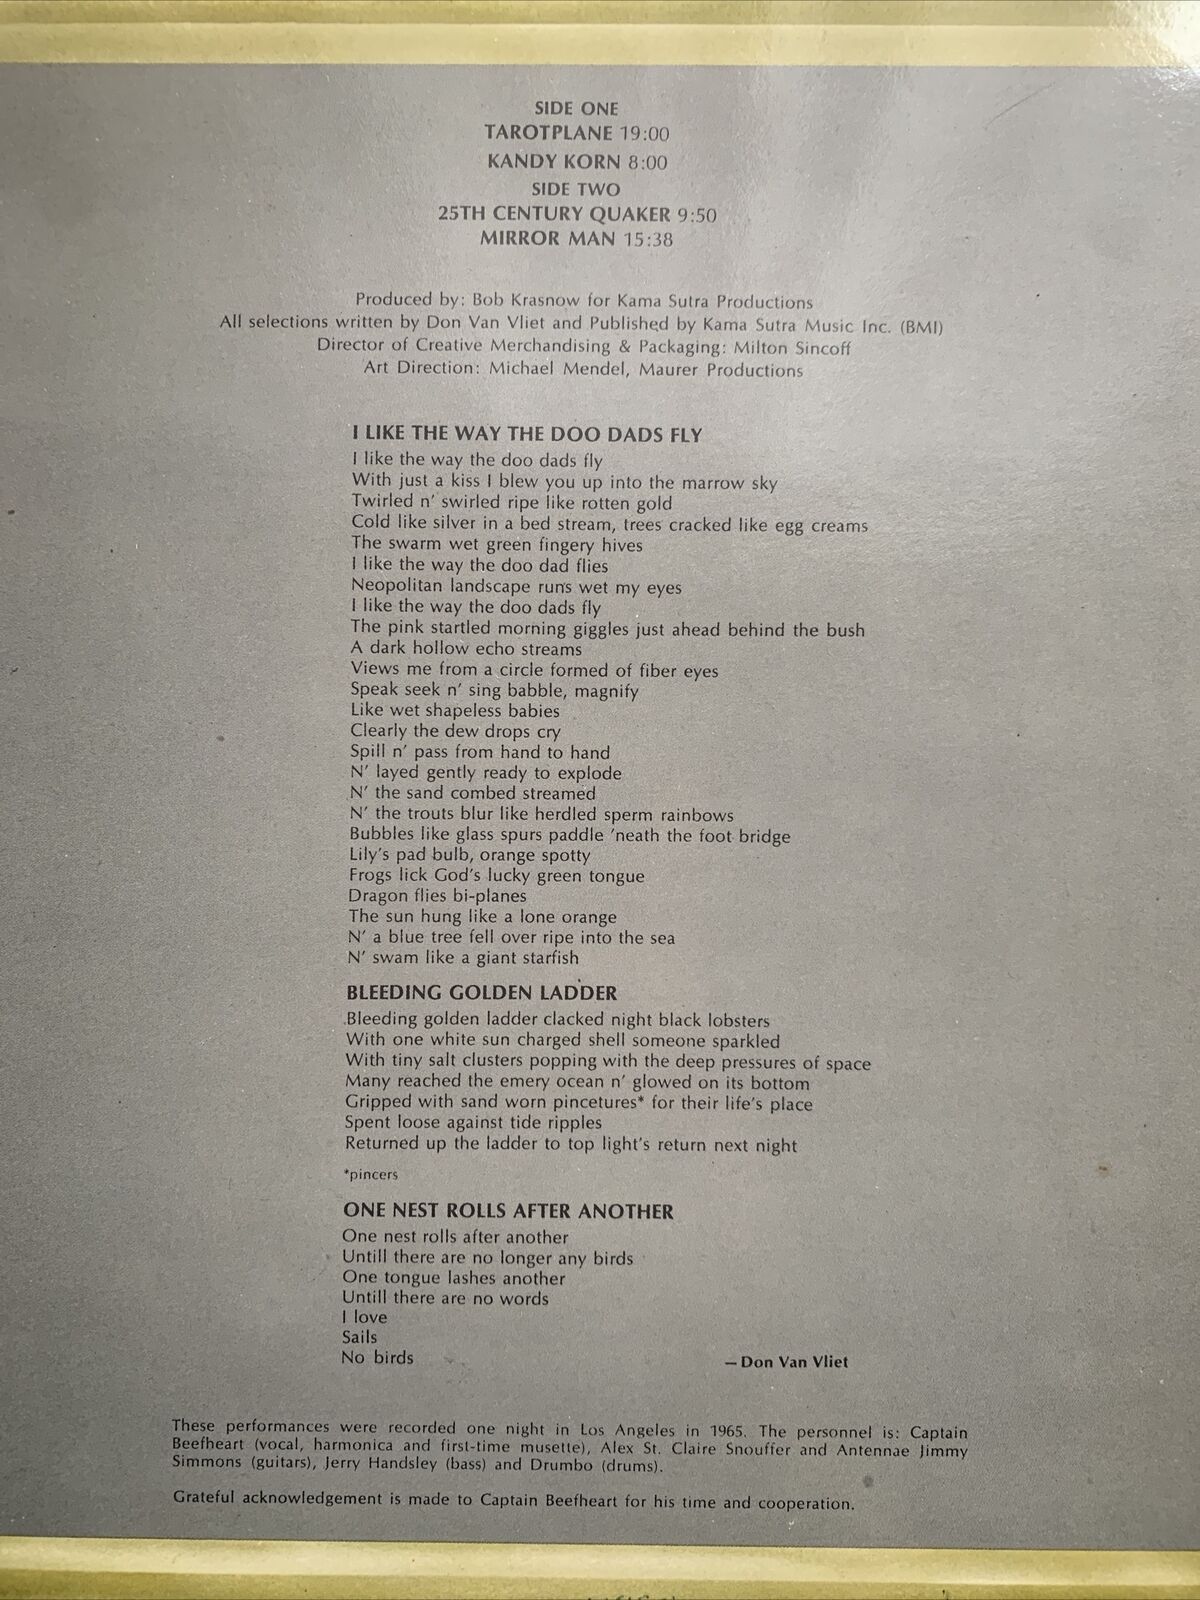 SIDE ONE
TAROTPLANE 19:00
KANDY KORN 8:00
SIDE TWO
25TH CENTURY QUAKER 9:50
MIRROR MAN 15:38
Produced by: Bob Krasnow for Kama Sutra Productions
All selections written by Don Van Vliet and Published by Kama Sutra Music Inc. (BMI)
Director of Creative Merchandising & Packaging: Milton Sincoff
Art Direction: Michael Mendel, Maurer Productions
I LIKE THE WAY THE DOO DADS FLY
I like the way the doo dads fly
With just a kiss I blew you up into the marrow sky
Twirled n' swirled ripe like rotten gold
Cold like silver in a bed stream, trees cracked like egg creams
The swarm wet green fingery hives
I like the way the doo dad flies
Neopolitan landscape runs wet my eyes
I like the way the doo dads fly
The pink startled morning giggles just ahead behind the bush
A dark hollow echo streams
Views me from a circle formed of fiber eyes
Speak seek n' sing babble, magnify
Like wet shapeless babies
Clearly the dew drops cry
Spill n' pass from hand to hand
N' layed gently ready to explode
N' the sand combed streamed
N' the trouts blur like herdled sperm rainbows
Bubbles like glass spurs paddle 'neath the foot bridge
Lily's pad bulb, orange spotty
Frogs lick God's lucky green tongue
Dragon flies bi-planes
The sun hung like a lone orange
N' a blue tree fell over ripe into the sea
N' swam like a giant starfish
BLEEDING GOLDEN LADDER
Bleeding golden ladder clacked night black lobsters
With one white sun charged shell someone sparkled
With tiny salt clusters popping with the deep pressures of space
Many reached the emery ocean n' glowed on its bottom
Gripped with sand worn pincetures* for their life's place
Spent loose against tide ripples
Returned up the ladder to top light's return next night
*pincers
ONE NEST ROLLS AFTER ANOTHER
One nest rolls after another
Untill there are no longer any birds
One tongue lashes another
Untill there are no words
I love
Sails
No birds
—Don Van Vliet
These performances were recorded one night in Los Angeles in 1965. The personnel is: Captain
Beefheart (vocal, harmonica and first-time musette), Alex St. Claire Snouffer and Antennae Jimmy
Simmons (guitars), Jerry Handsley (bass) and Drumbo (drums).
Grateful acknowledgement is made to Captain Beefheart for his time and cooperation.